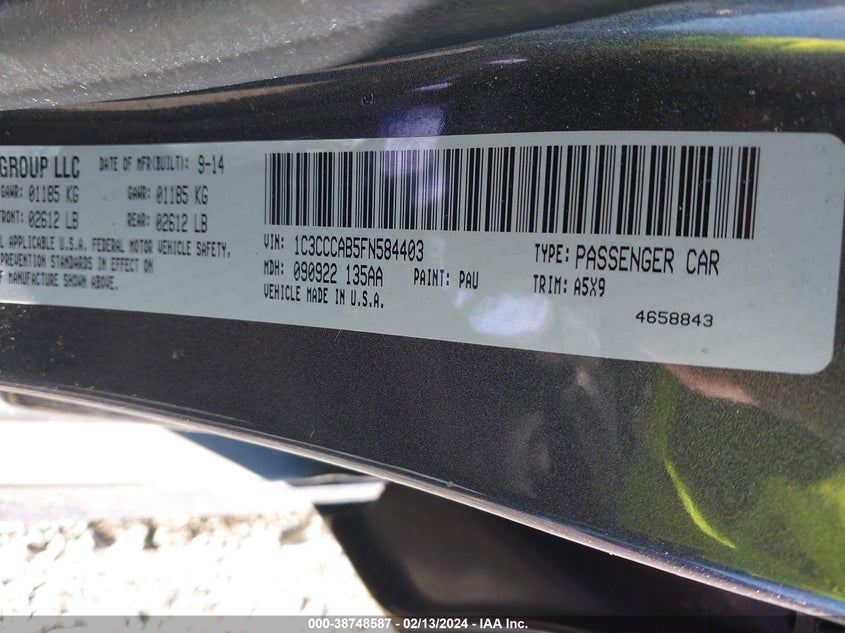 GROUP LLC DATE OF MFR(BUILT): 9-14
GAWR: 01185 KG GAWR: 01185 KG
FRONT: 02612 LB REAR: 02612 LB
APPLICABLE U.S.A. FEDERAL MOTOR VEHICLE SAFETY,
PREVENTION STANDARDS IN EFFECT
MANUFACTURE SHOWN ABOVE.
VIN: 1C3CCCAB5FN584403 TYPE: PASSENGER CAR
MDH: 090922 135AA PAINT: PAU TRIM: A5X9
VEHICLE MADE IN U.S.A.
4658843
000-38748587 - 02/13/2024 - IAA Inc.